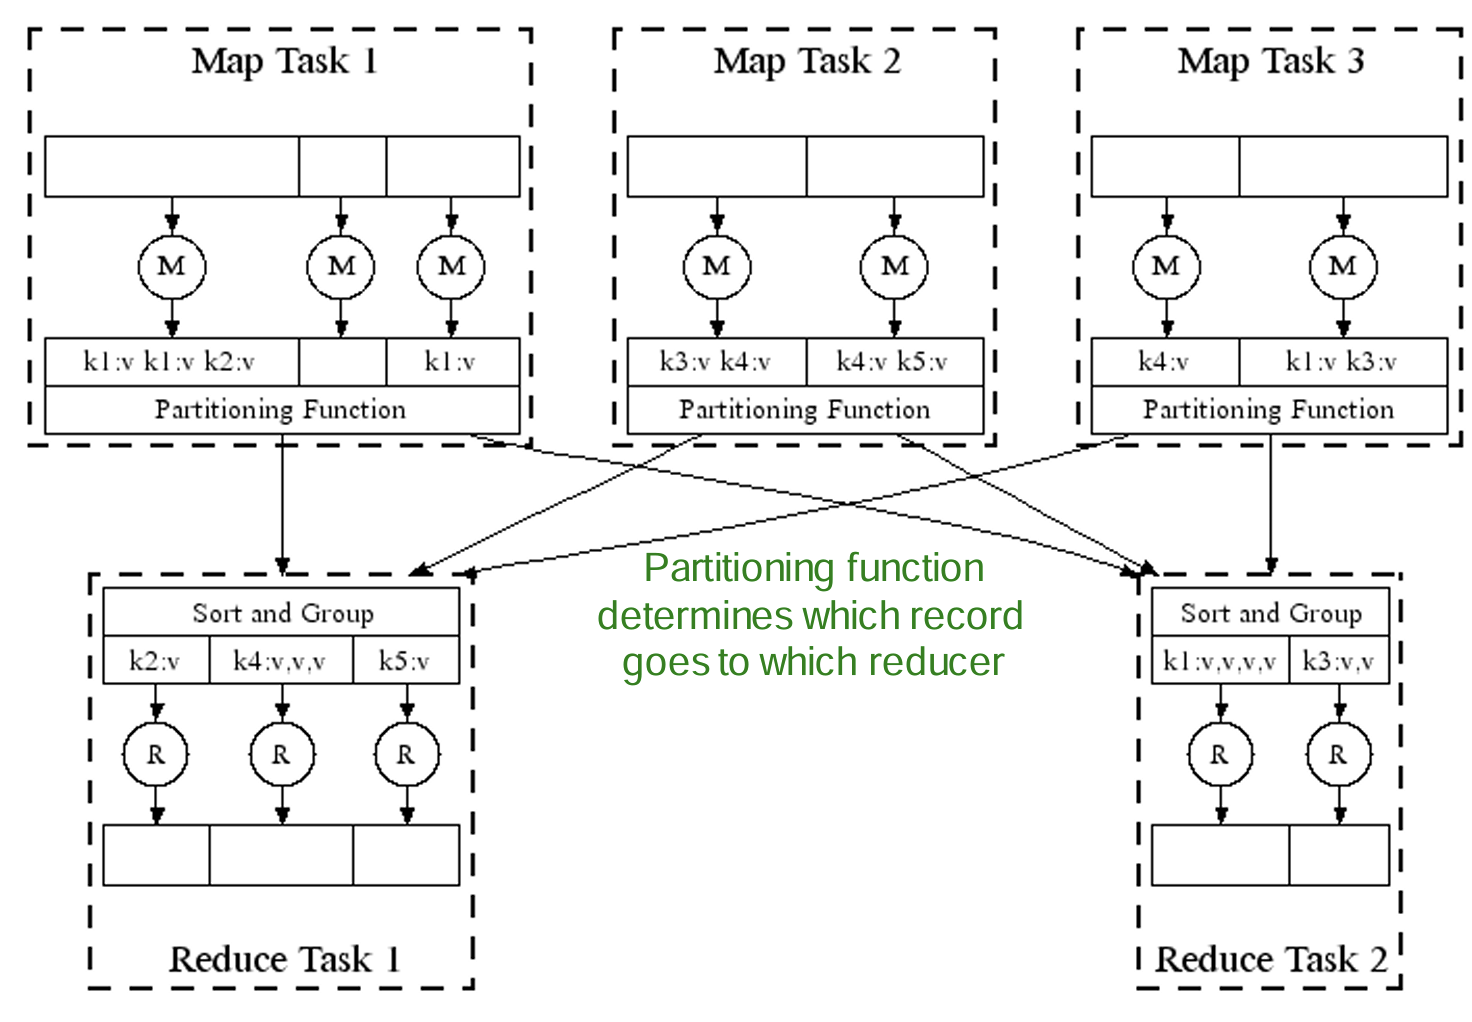 Map Task 1
Map Task 2
Map Task 3
M
M
M
M
M
M
M
k1:v k1:v k2:v
k1:v
k3:v k4:v
k4:v k5:v
k4:v
k1:v k3:v
Partitioning Function
Partitioning Function
Partitioning Function
Partitioning function
determines which record
goes to which reducer
Sort and Group
k2:v
k4:v,v,v
k5:v
R
R
R
Reduce Task 1
Sort and Group
k1:v,v,v,v
k3:v,v
R
R
Reduce Task 2